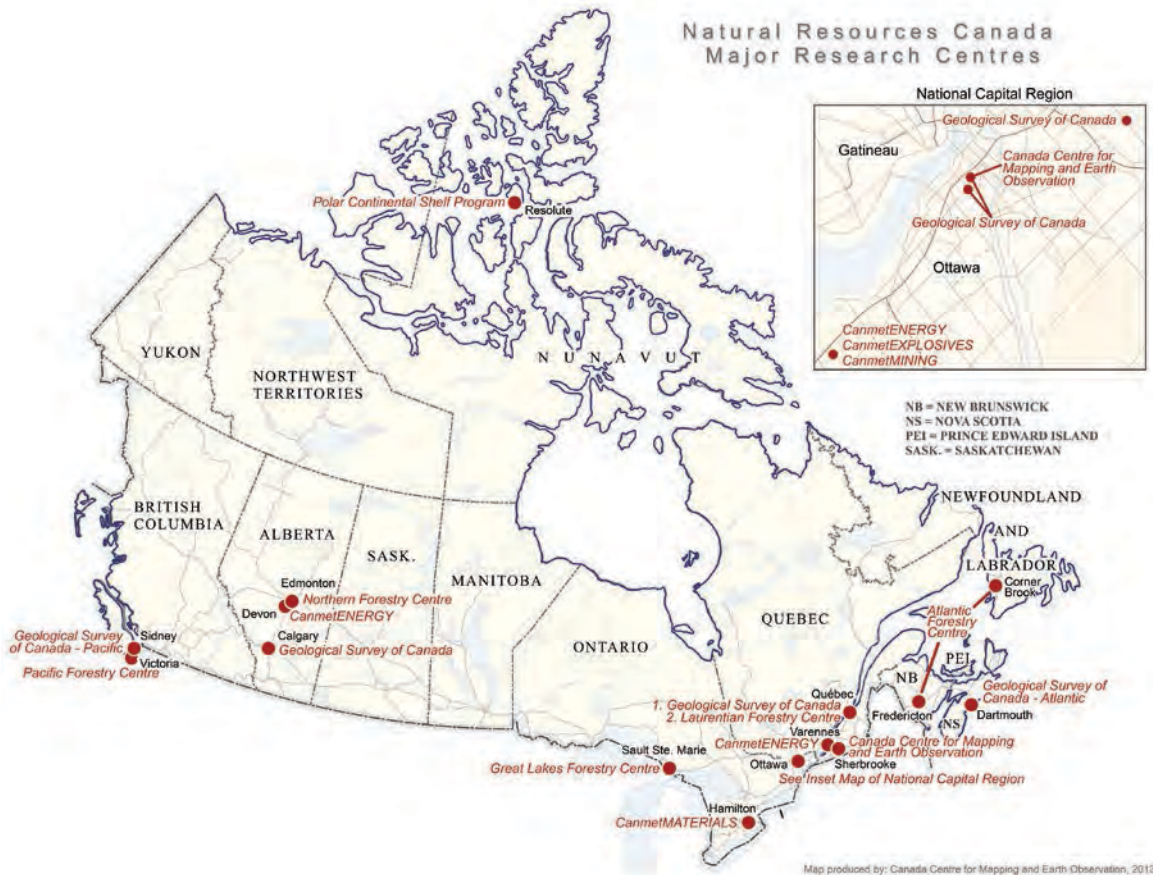 Natural Resources Canada
Major Research Centres
National Capital Region
Geological Survey of Canada
Gatineau
Canada Centre for
Mapping and Earth
Observation
Geological Survey of Canada
Ottawa
CanmetENERGY
CanmetEXPLOSIVES
CanmetMINING
Polar Continental Shelf Program
Resolute
YUKON
NORTHWEST
TERRITORIES
NUNAVUT
NB = NEW BRUNSWICK
NS = NOVA SCOTIA
PEI = PRINCE EDWARD ISLAND
SASK. = SASKATCHEWAN
BRITISH
COLUMBIA
ALBERTA
SASK.
MANITOBA
ONTARIO
QUEBEC
NEWFOUNDLAND
AND
LABRADOR
Corner
Brook
Edmonton
Northern Forestry Centre
Devon
CanmetENERGY
Calgary
Geological Survey of Canada
Geological Survey
of Canada - Pacific
Sidney
Victoria
Pacific Forestry Centre
Atlantic
Forestry
Centre
PEI
NB
Fredericton
NS
Geological Survey of
Canada - Atlantic
Dartmouth
Québec
1. Geological Survey of Canada
2. Laurentian Forestry Centre
Varennes
CanmetENERGY
Canada Centre for Mapping
and Earth Observation
Sherbrooke
Ottawa
See Inset Map of National Capital Region
Sault Ste. Marie
Great Lakes Forestry Centre
Hamilton
CanmetMATERIALS
Map produced by: Canada Centre for Mapping and Earth Observation, 2013